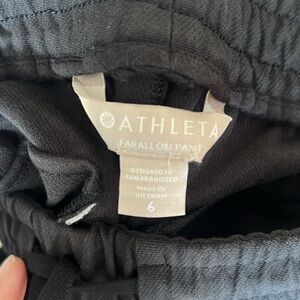 ATHLETA
FARALLON PANT
DESIGNED IN
SAN FRANCISCO
MADE IN
VIETNAM
6